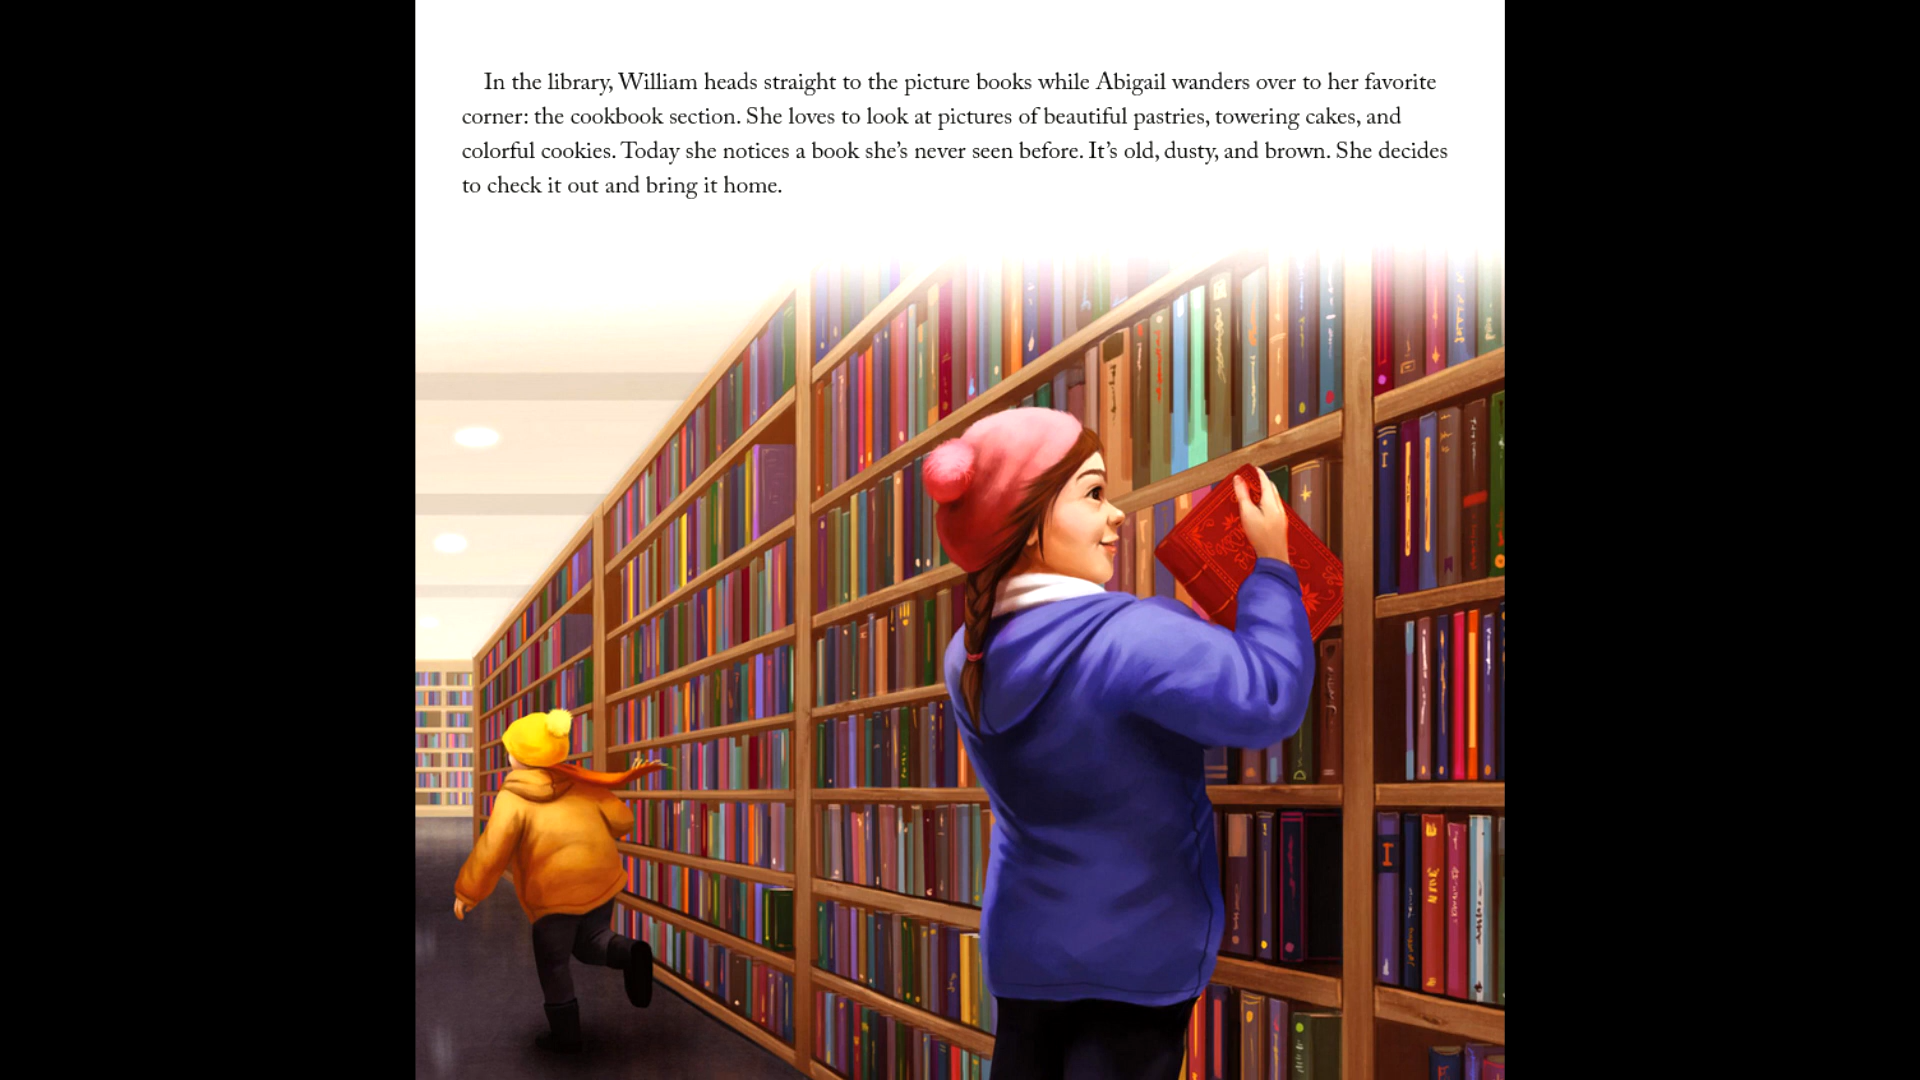 In the library, William heads straight to the picture books while Abigail wanders over to her favorite
corner: the cookbook section. She loves to look at pictures of beautiful pastries, towering cakes, and
colorful cookies. Today she notices a book she’s never seen before. It’s old, dusty, and brown. She decides
to check it out and bring it home.